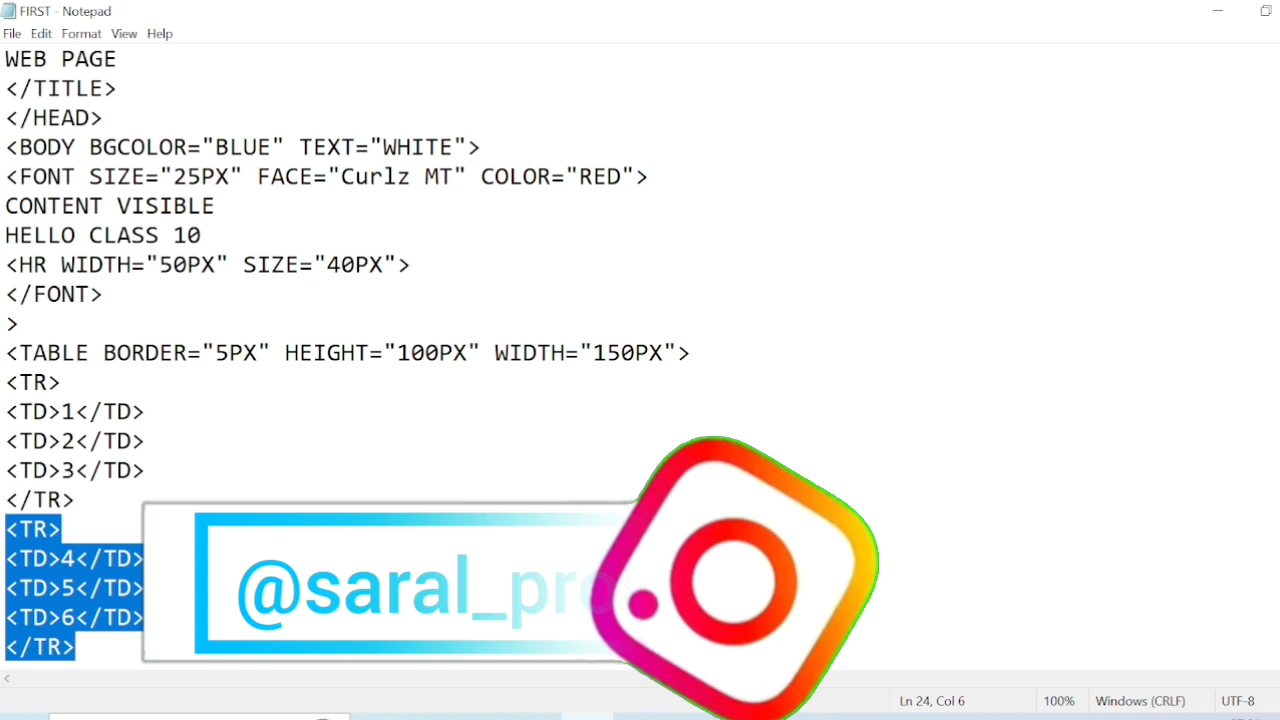 FIRST - Notepad
File Edit Format View Help
WEB PAGE
</TITLE>
</HEAD>
<BODY BGCOLOR="BLUE" TEXT="WHITE">
<FONT SIZE="25PX" FACE="Curlz MT" COLOR="RED">
CONTENT VISIBLE
HELLO CLASS 10
<HR WIDTH="50PX" SIZE="40PX">
</FONT>
>
<TABLE BORDER="5PX" HEIGHT="100PX" WIDTH="150PX">
<TR>
<TD>1</TD>
<TD>2</TD>
<TD>3</TD>
</TR>
<TR>
<TD>4</TD>
<TD>5</TD>
<TD>6</TD>
</TR>
@saral_pro
Ln 24, Col 6 100% Windows (CRLF) UTF-8